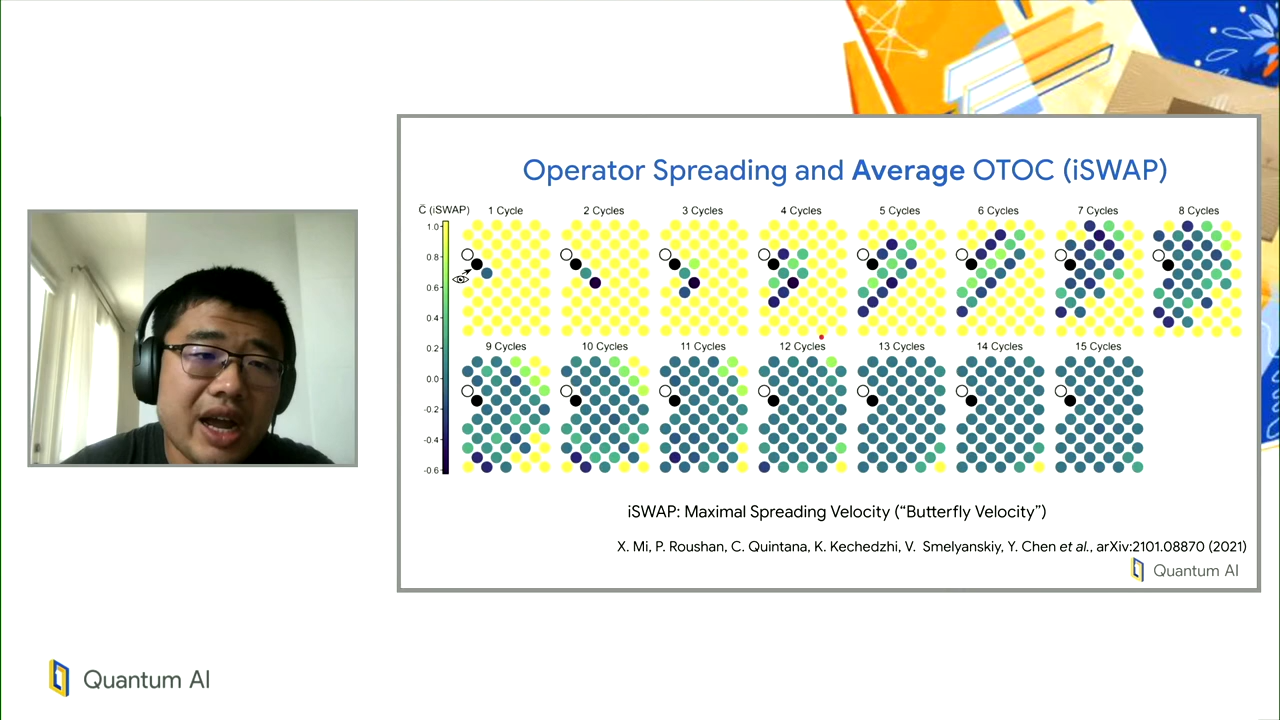 Operator Spreading and Average OTOC (iSWAP)
C̄ (iSWAP)
1 Cycle
2 Cycles
3 Cycles
4 Cycles
5 Cycles
6 Cycles
7 Cycles
8 Cycles
1.0
0.8
0.6
0.4
0.2
0.0
-0.2
-0.4
-0.6
9 Cycles
10 Cycles
11 Cycles
12 Cycles
13 Cycles
14 Cycles
15 Cycles
iSWAP: Maximal Spreading Velocity (“Butterfly Velocity”)
X. Mi, P. Roushan, C. Quintana, K. Kechedzhi, V. Smelyanskiy, Y. Chen et al., arXiv:2101.08870 (2021)
Quantum AI
Quantum AI